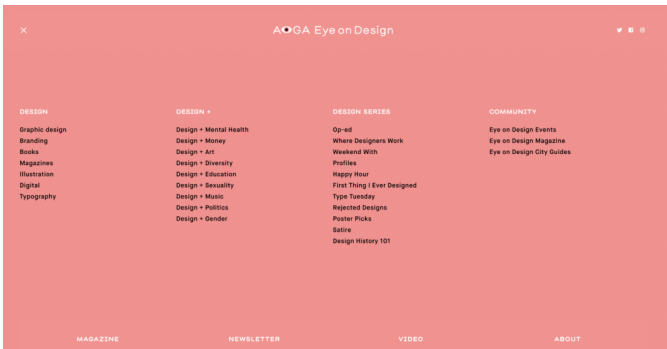 AIGA Eye on Design
DESIGN
Graphic design
Branding
Books
Magazines
Illustration
Digital
Typography
DESIGN +
Design + Mental Health
Design + Money
Design + Art
Design + Diversity
Design + Education
Design + Sexuality
Design + Music
Design + Politics
Design + Gender
DESIGN SERIES
Op-ed
Where Designers Work
Weekend With
Profiles
Happy Hour
First Thing I Ever Designed
Type Tuesday
Rejected Designs
Poster Picks
Satire
Design History 101
COMMUNITY
Eye on Design Events
Eye on Design Magazine
Eye on Design City Guides
MAGAZINE
NEWSLETTER
VIDEO
ABOUT